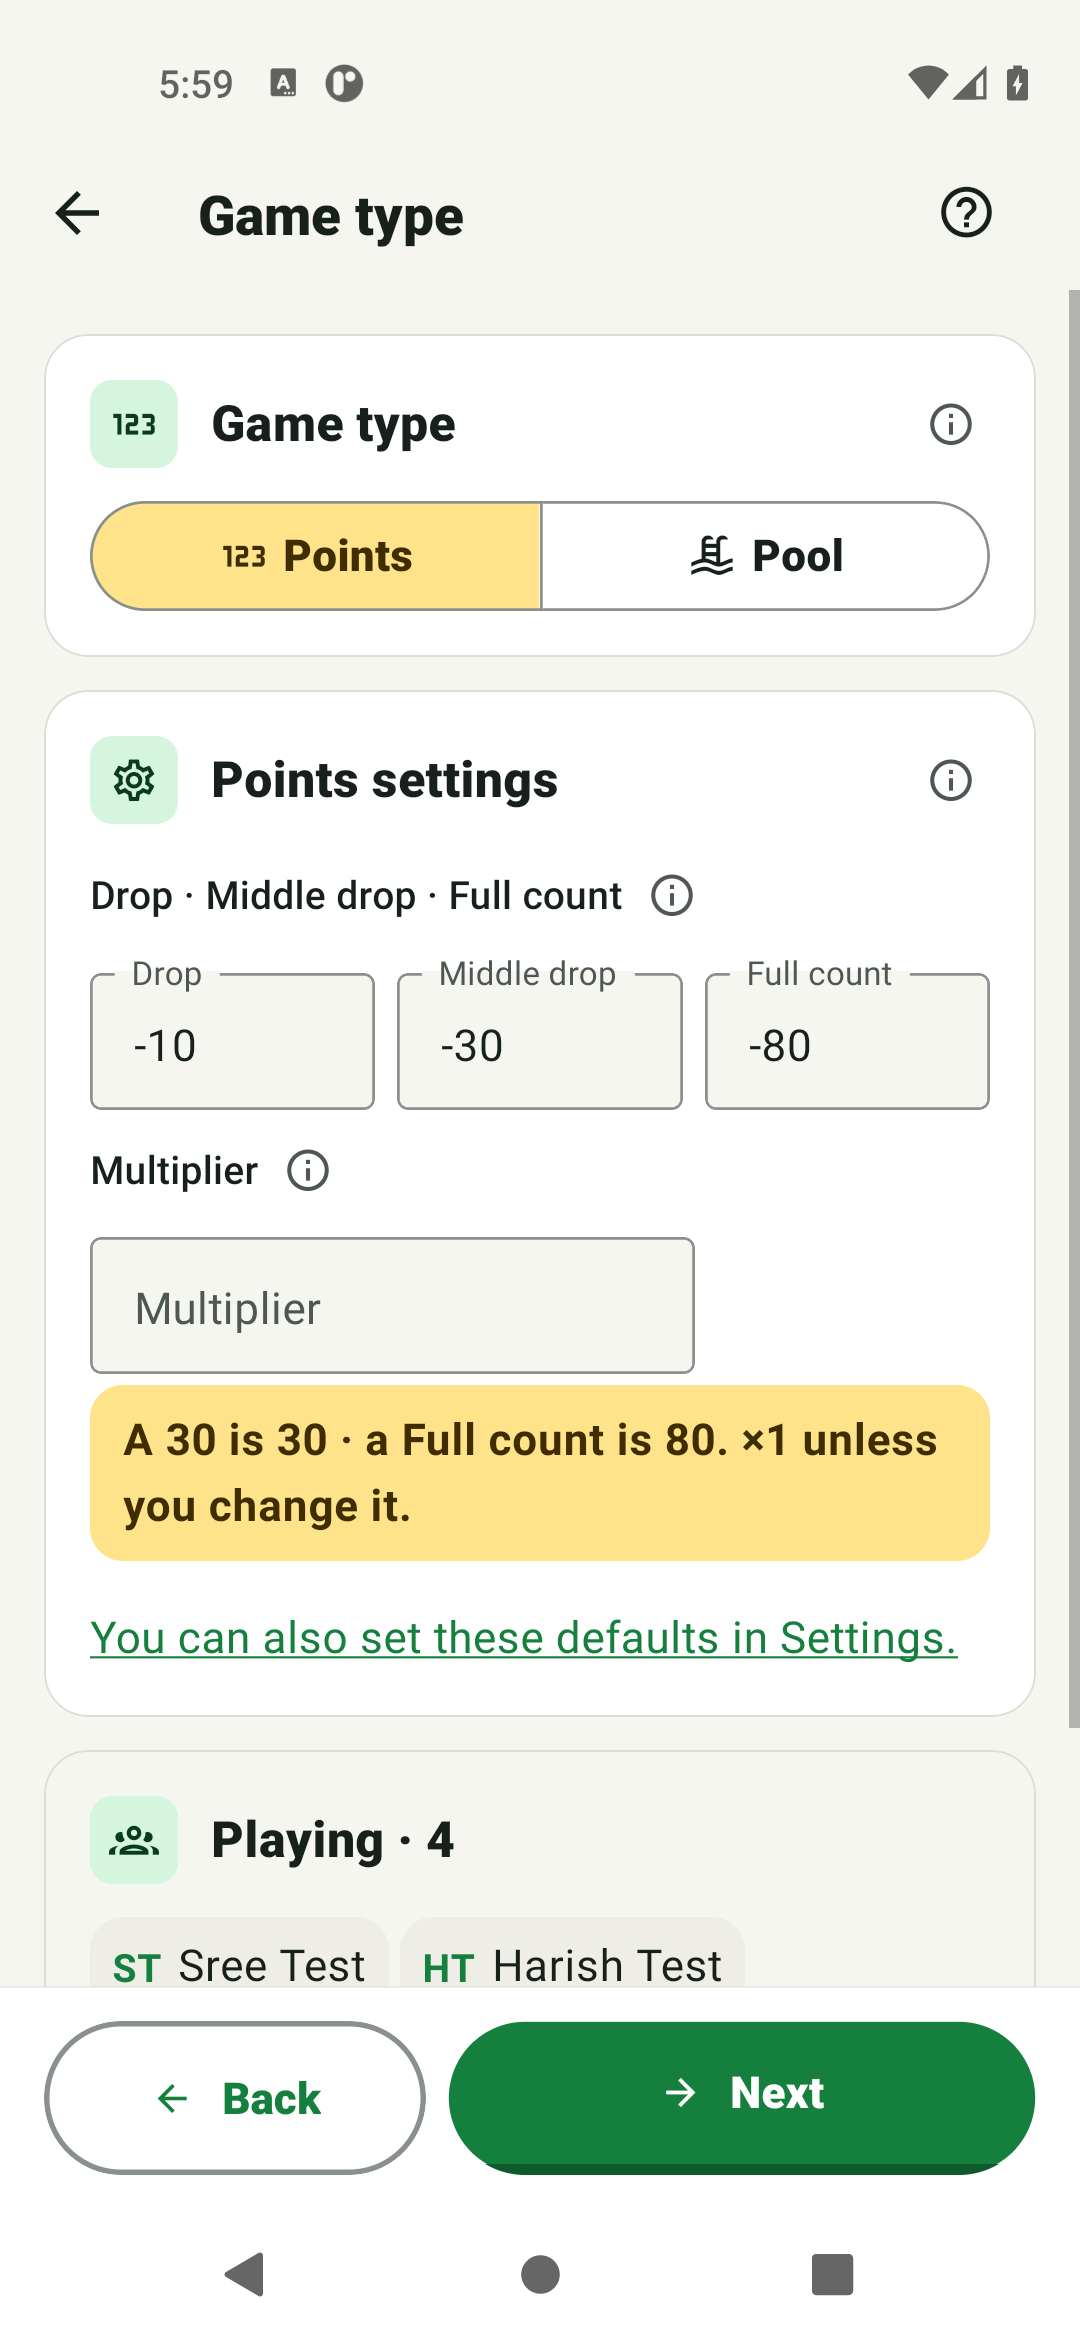 5:59
Game type
123 Game type
123 Points
Pool
Points settings
Drop · Middle drop · Full count
Drop
Middle drop
Full count
-10
-30
-80
Multiplier
Multiplier
A 30 is 30 · a Full count is 80. ×1 unless
you change it.
You can also set these defaults in Settings.
Playing · 4
ST Sree Test
HT Harish Test
Back
Next